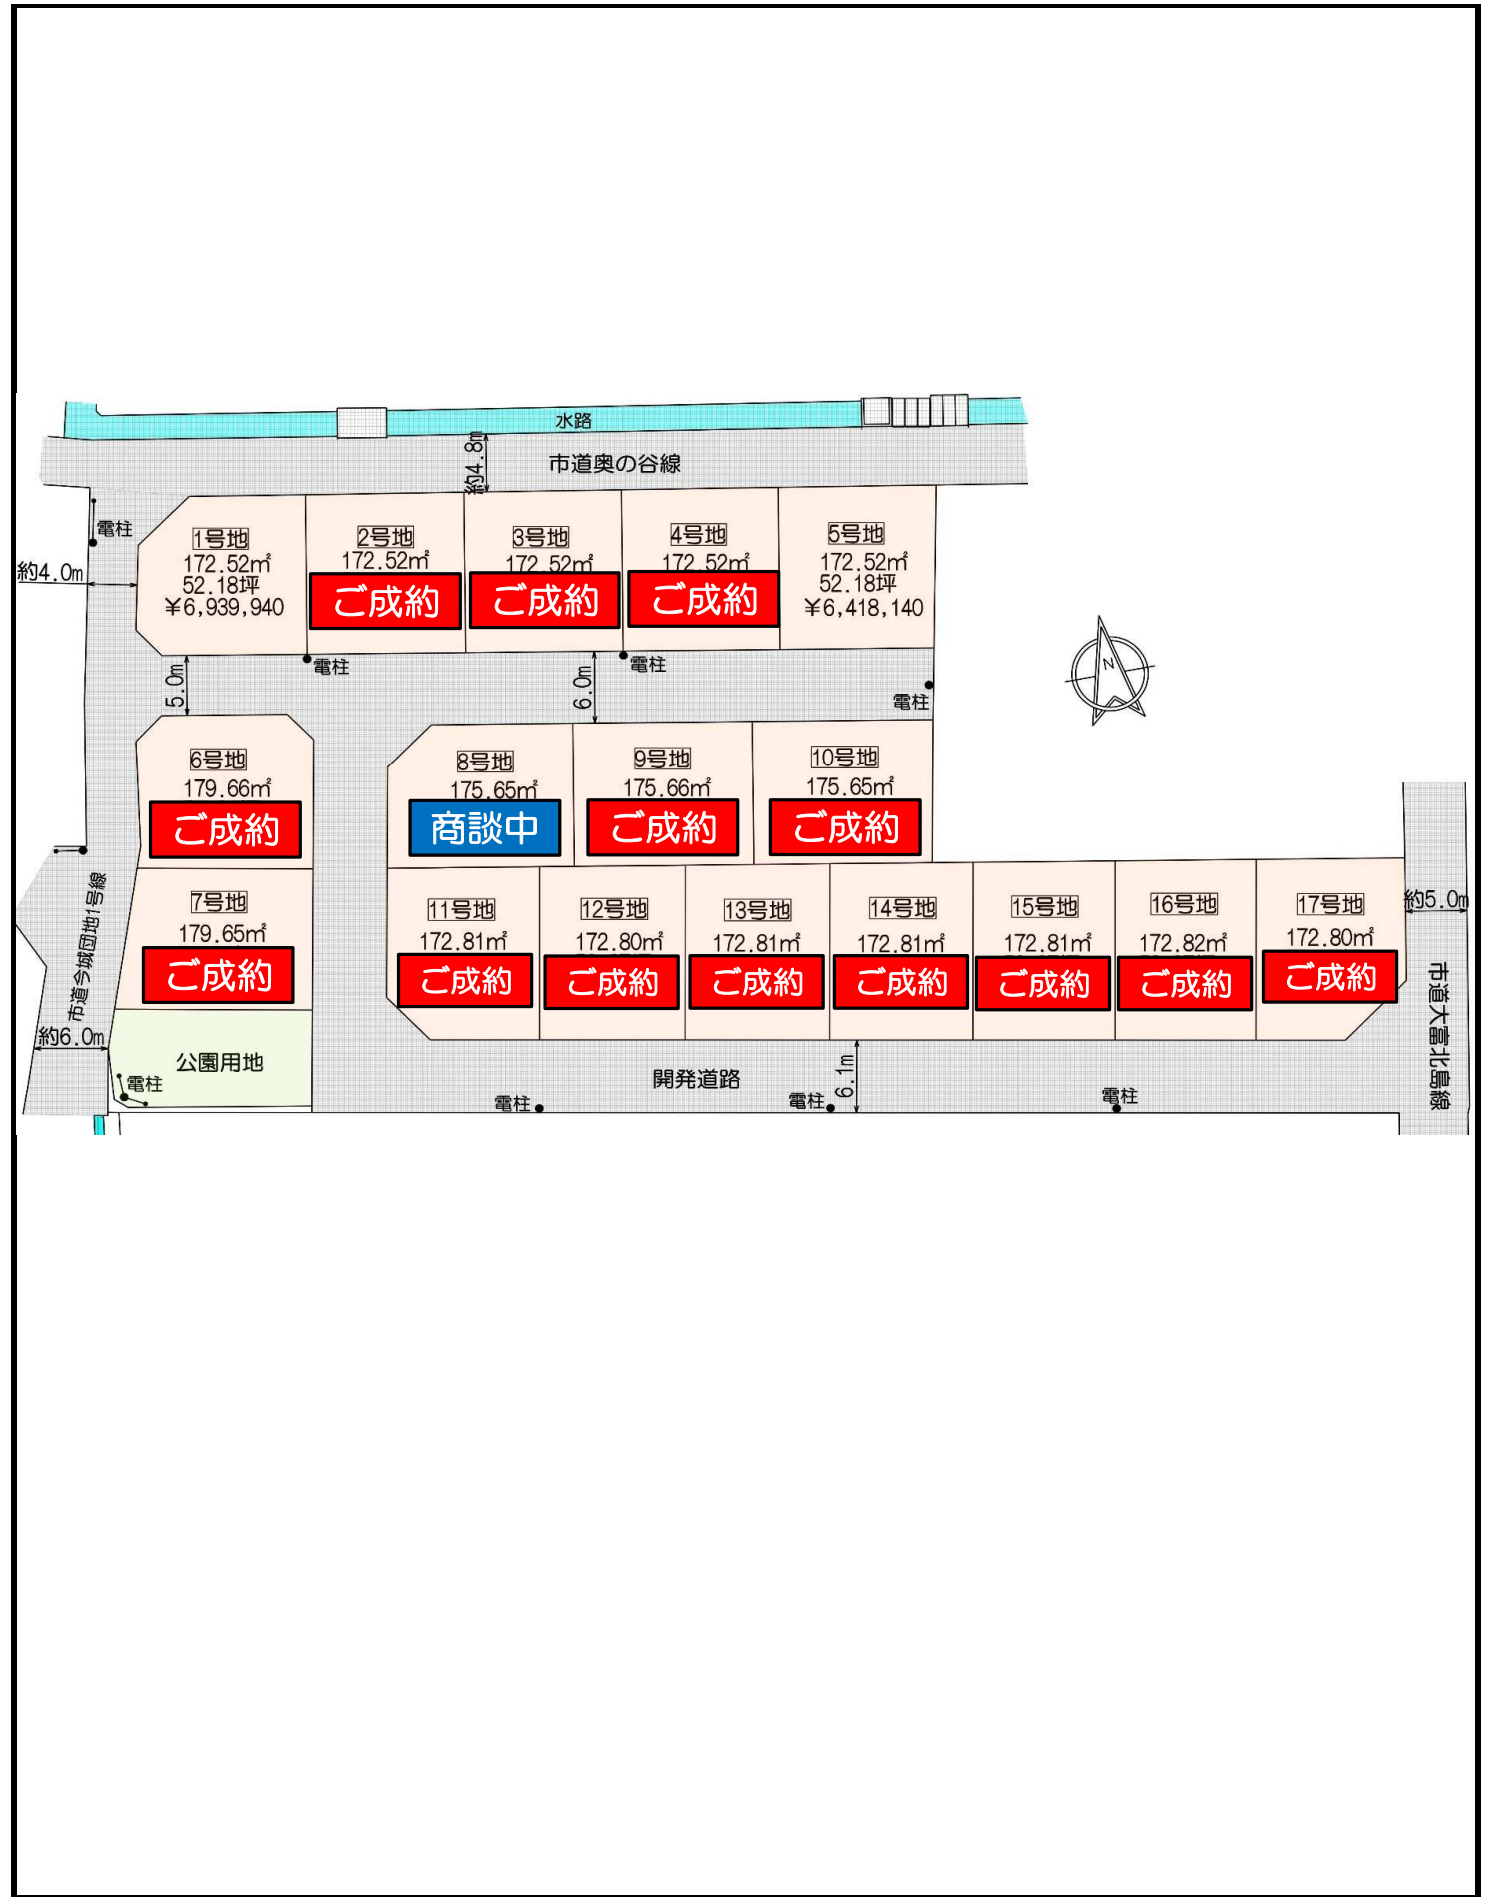 水路
市道奥の谷線
約4.8m
電柱
約4.0m
1号地
172.52㎡
52.18坪
¥6,939,940
2号地
172.52㎡
ご成約
3号地
172.52㎡
ご成約
4号地
172.52㎡
ご成約
5号地
172.52㎡
52.18坪
¥6,418,140
5.0m
電柱
6.0m
電柱
電柱
N
6号地
179.66㎡
ご成約
8号地
175.65㎡
商談中
9号地
175.66㎡
ご成約
10号地
175.65㎡
ご成約
市道今城団地1号線
7号地
179.65㎡
ご成約
11号地
172.81㎡
ご成約
12号地
172.80㎡
ご成約
13号地
172.81㎡
ご成約
14号地
172.81㎡
ご成約
15号地
172.81㎡
ご成約
16号地
172.82㎡
ご成約
17号地
172.80㎡
ご成約
約5.0m
市道大富北島線
約6.0m
公園用地
電柱
開発道路
6.1m
電柱
電柱
電柱